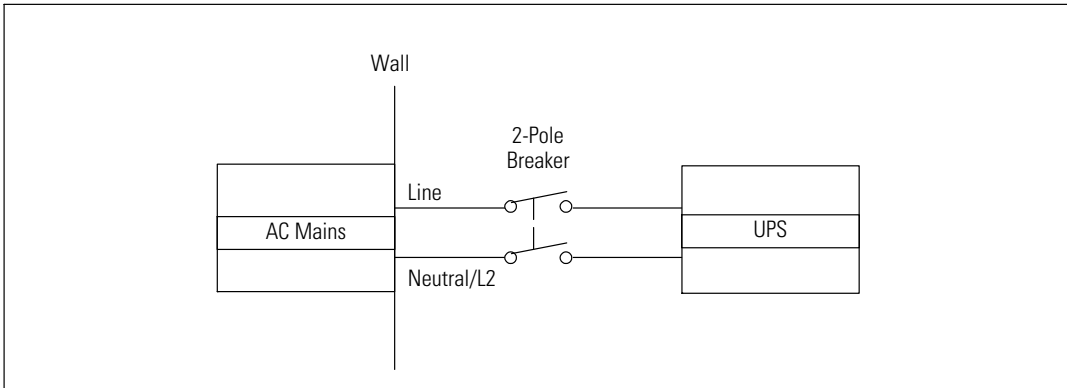 Wall
2-Pole
Breaker
Line
AC Mains
UPS
Neutral/L2